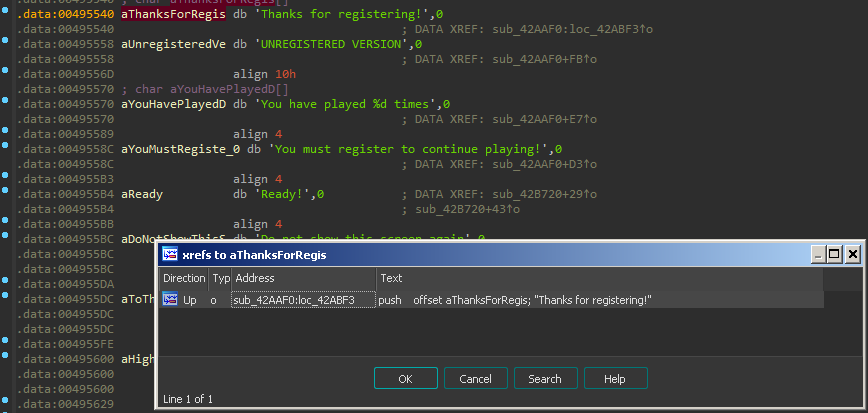 ; char aThanksForRegis[]
.data:00495540
.data:00495540 aThanksForRegis db 'Thanks for registering!',0
.data:00495540 ; DATA XREF: sub_42AAF0:loc_42ABF3↑o
.data:00495558 aUnregisteredVe db 'UNREGISTERED VERSION',0
.data:00495558 ; DATA XREF: sub_42AAF0+FB↑o
.data:0049556D align 10h
.data:00495570 ; char aYouHavePlayedD[]
.data:00495570 aYouHavePlayedD db 'You have played %d times',0
.data:00495570 ; DATA XREF: sub_42AAF0+E7↑o
.data:00495589 align 4
.data:0049558C aYouMustRegiste_0 db 'You must register to continue playing!',0
.data:0049558C ; DATA XREF: sub_42AAF0+D3↑o
.data:004955B3 align 4
.data:004955B4 aReady db 'Ready!',0 ; DATA XREF: sub_42B720+29↑o
.data:004955B4 ; sub_42B720+43↑o
.data:004955BB align 4
.data:004955BC aDoNotShowThisS db 'Do not show this screen again',0
.data:004955BC
.data:004955BC
.data:004955DA
.data:004955DC aToTh
.data:004955DC
.data:004955DC
.data:004955FE
.data:00495600 aHigh
.data:00495600
.data:00495600
.data:00495629
xrefs to aThanksForRegis
Direction Typ Address Text
Up o sub_42AAF0:loc_42ABF3 push offset aThanksForRegis; "Thanks for registering!"
OK Cancel Search Help
Line 1 of 1